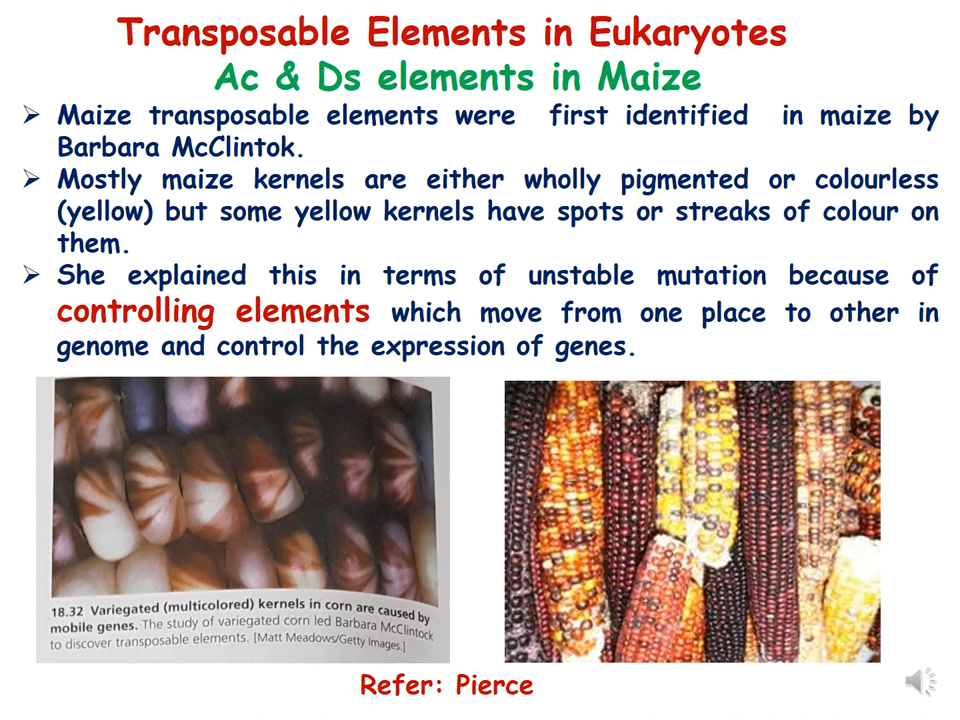 Transposable Elements in Eukaryotes
Ac & Ds elements in Maize
➢ Maize transposable elements were first identified in maize by
Barbara McClintok.
➢ Mostly maize kernels are either wholly pigmented or colourless
(yellow) but some yellow kernels have spots or streaks of colour on
them.
➢ She explained this in terms of unstable mutation because of
controlling elements which move from one place to other in
genome and control the expression of genes.
18.32 Variegated (multicolored) kernels in corn are caused by
mobile genes. The study of variegated corn led Barbara McClintock
to discover transposable elements. [Matt Meadows/Getty Images.]
Refer: Pierce